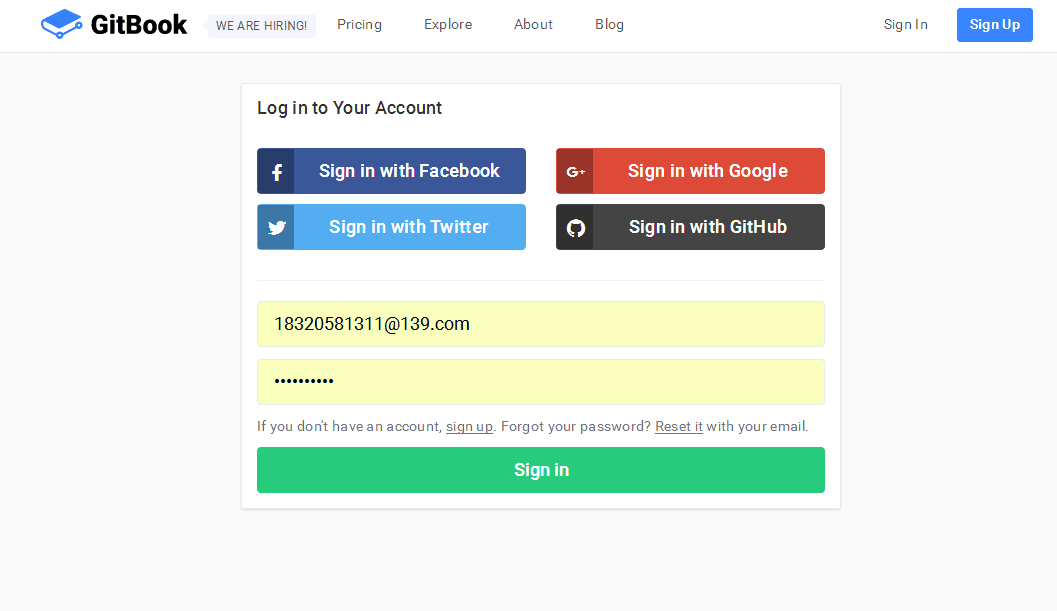 GitBook WE ARE HIRING! Pricing Explore About Blog Sign In Sign Up
Log in to Your Account
Sign in with Facebook Sign in with Google
Sign in with Twitter Sign in with GitHub
18320581311@139.com
••••••••••
If you don't have an account, sign up. Forgot your password? Reset it with your email.
Sign in